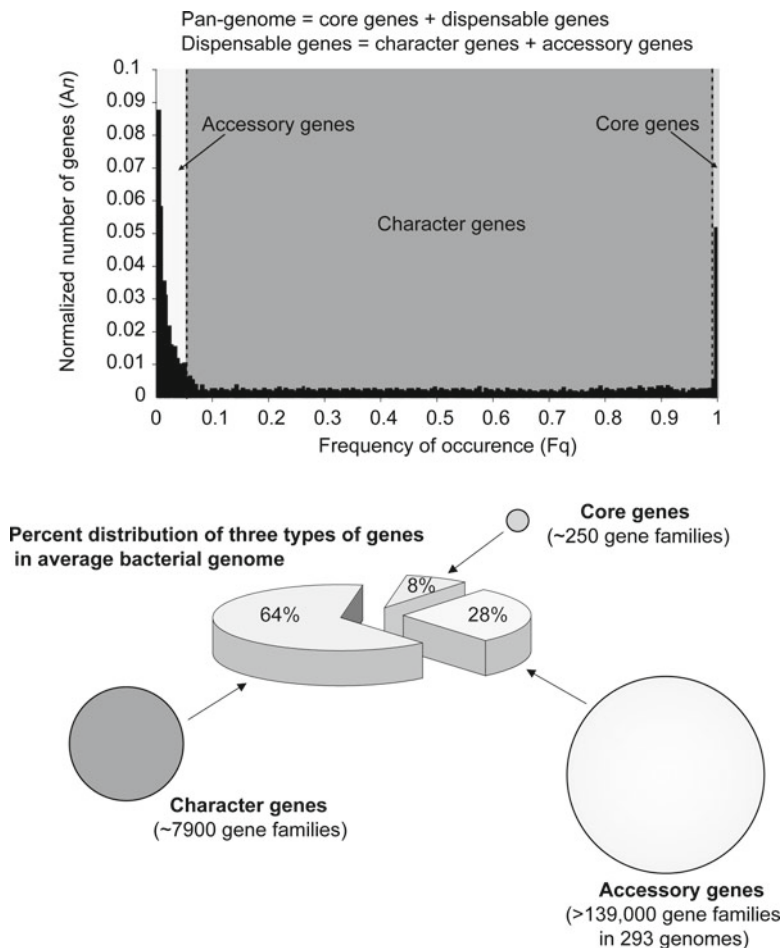 Pan-genome = core genes + dispensable genes
Dispensable genes = character genes + accessory genes
Normalized number of genes (An)
0.1
0.09
0.08
0.07
0.06
0.05
0.04
0.03
0.02
0.01
0
Accessory genes
Core genes
Character genes
0 0.1 0.2 0.3 0.4 0.5 0.6 0.7 0.8 0.9 1
Frequency of occurence (Fq)
Percent distribution of three types of genes
in average bacterial genome
Core genes
(~250 gene families)
8%
64%
28%
Character genes
(~7900 gene families)
Accessory genes
(>139,000 gene families
in 293 genomes)